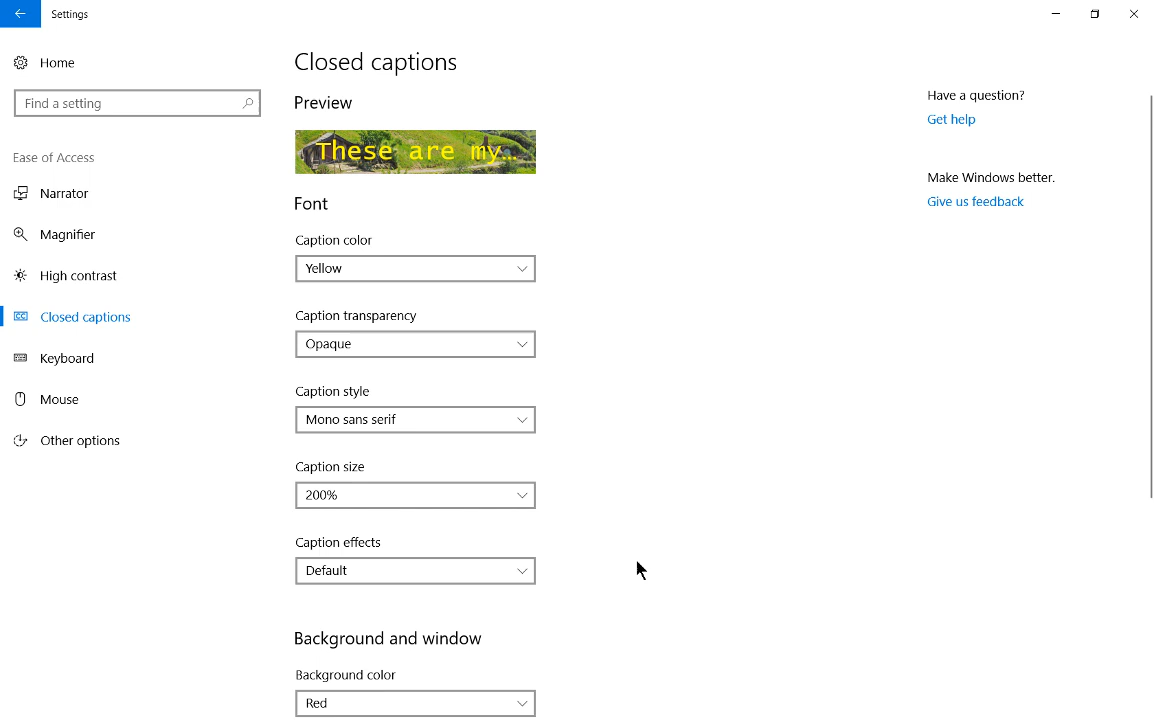 Settings
Home
Find a setting
Ease of Access
Narrator
Magnifier
High contrast
Closed captions
Keyboard
Mouse
Other options
Closed captions
Preview
These are my...
Font
Caption color
Yellow
Caption transparency
Opaque
Caption style
Mono sans serif
Caption size
200%
Caption effects
Default
Background and window
Background color
Red
Have a question?
Get help
Make Windows better.
Give us feedback